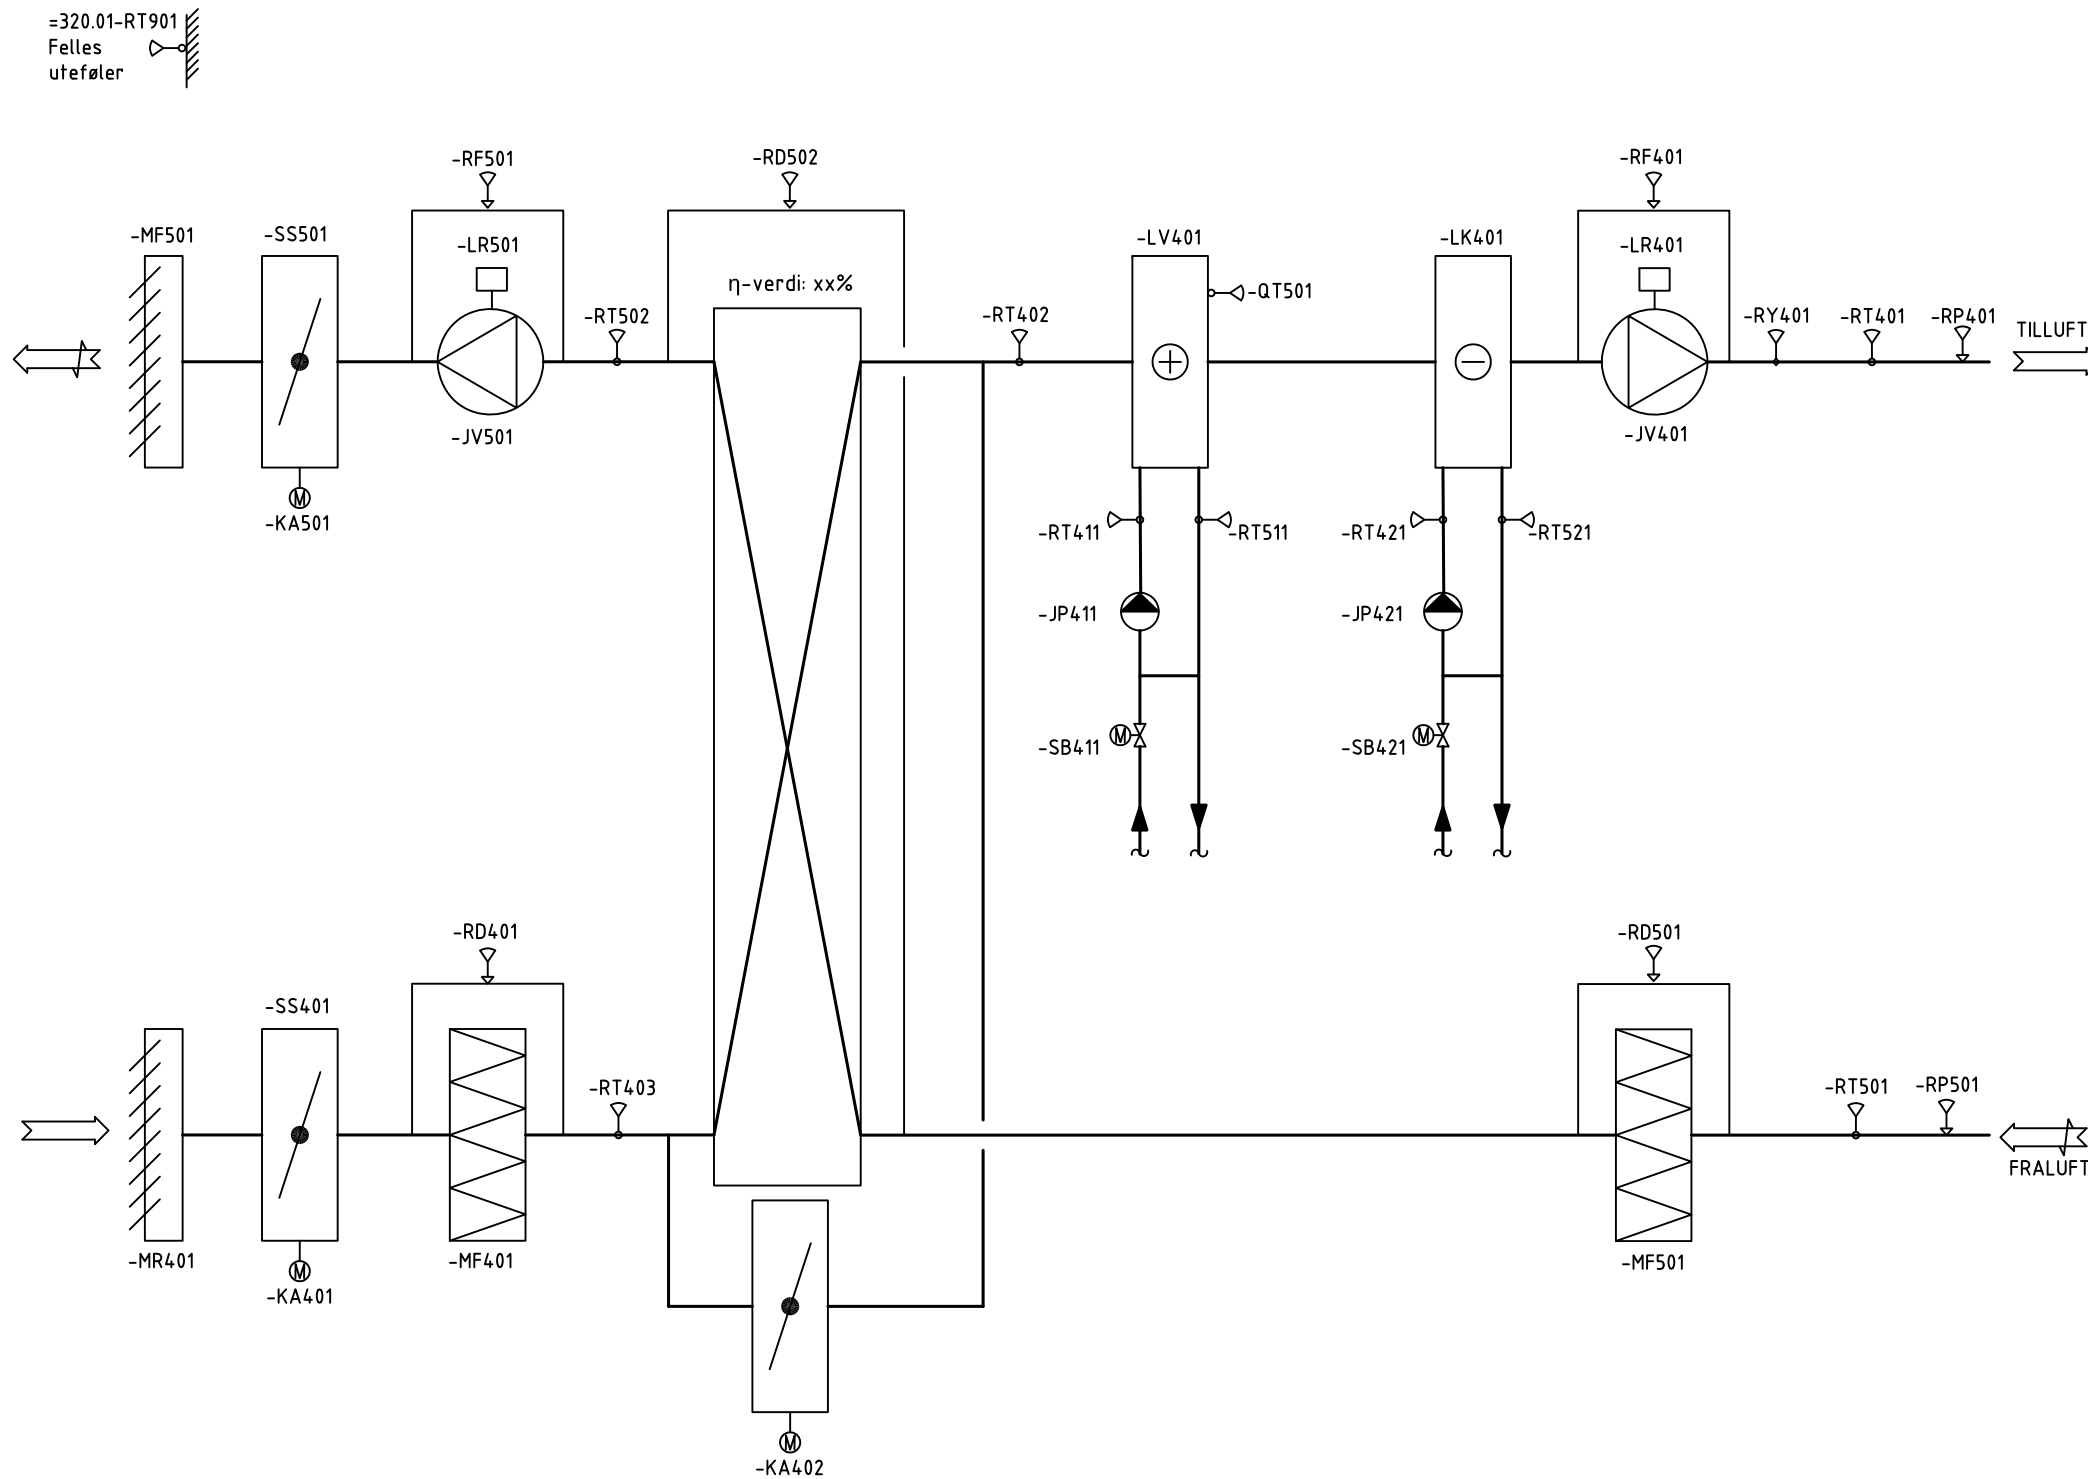 =320.01-RT901
Felles
uteføler
-RF501
-RD502
-RF401
-MF501
-SS501
-LR501
-LV401
-LK401
-LR401
η-verdi: xx%
-QT501
-RT502
-RT402
-RY401
-RT401
-RP401
TILLUFT
-JV501
-JV401
M
-KA501
-RT411
-RT511
-RT421
-RT521
-JP411
-JP421
M
-SB411
M
-SB421
-RD401
-RD501
-SS401
-RT403
-RT501
-RP501
FRALUFT
-MR401
-MF401
-MF501
M
-KA401
M
-KA402